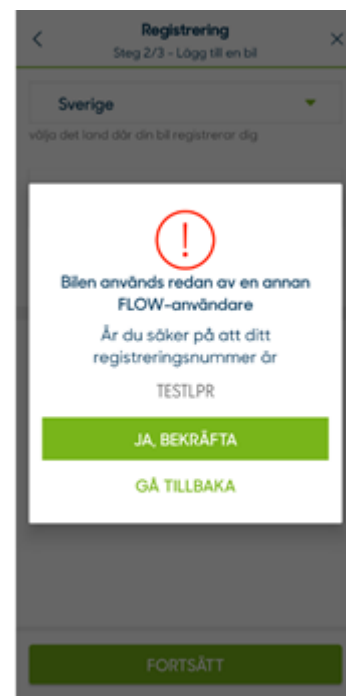 Registrering
Steg 2/3 - Lägg till en bil
Sverige
välja det land där din bil registrerar dig
Bilen används redan av en annan
FLOW-användare
Är du säker på att ditt
registreringsnummer är
TESTLPR
JA, BEKRÄFTA
GÅ TILLBAKA
FORTSÄTT